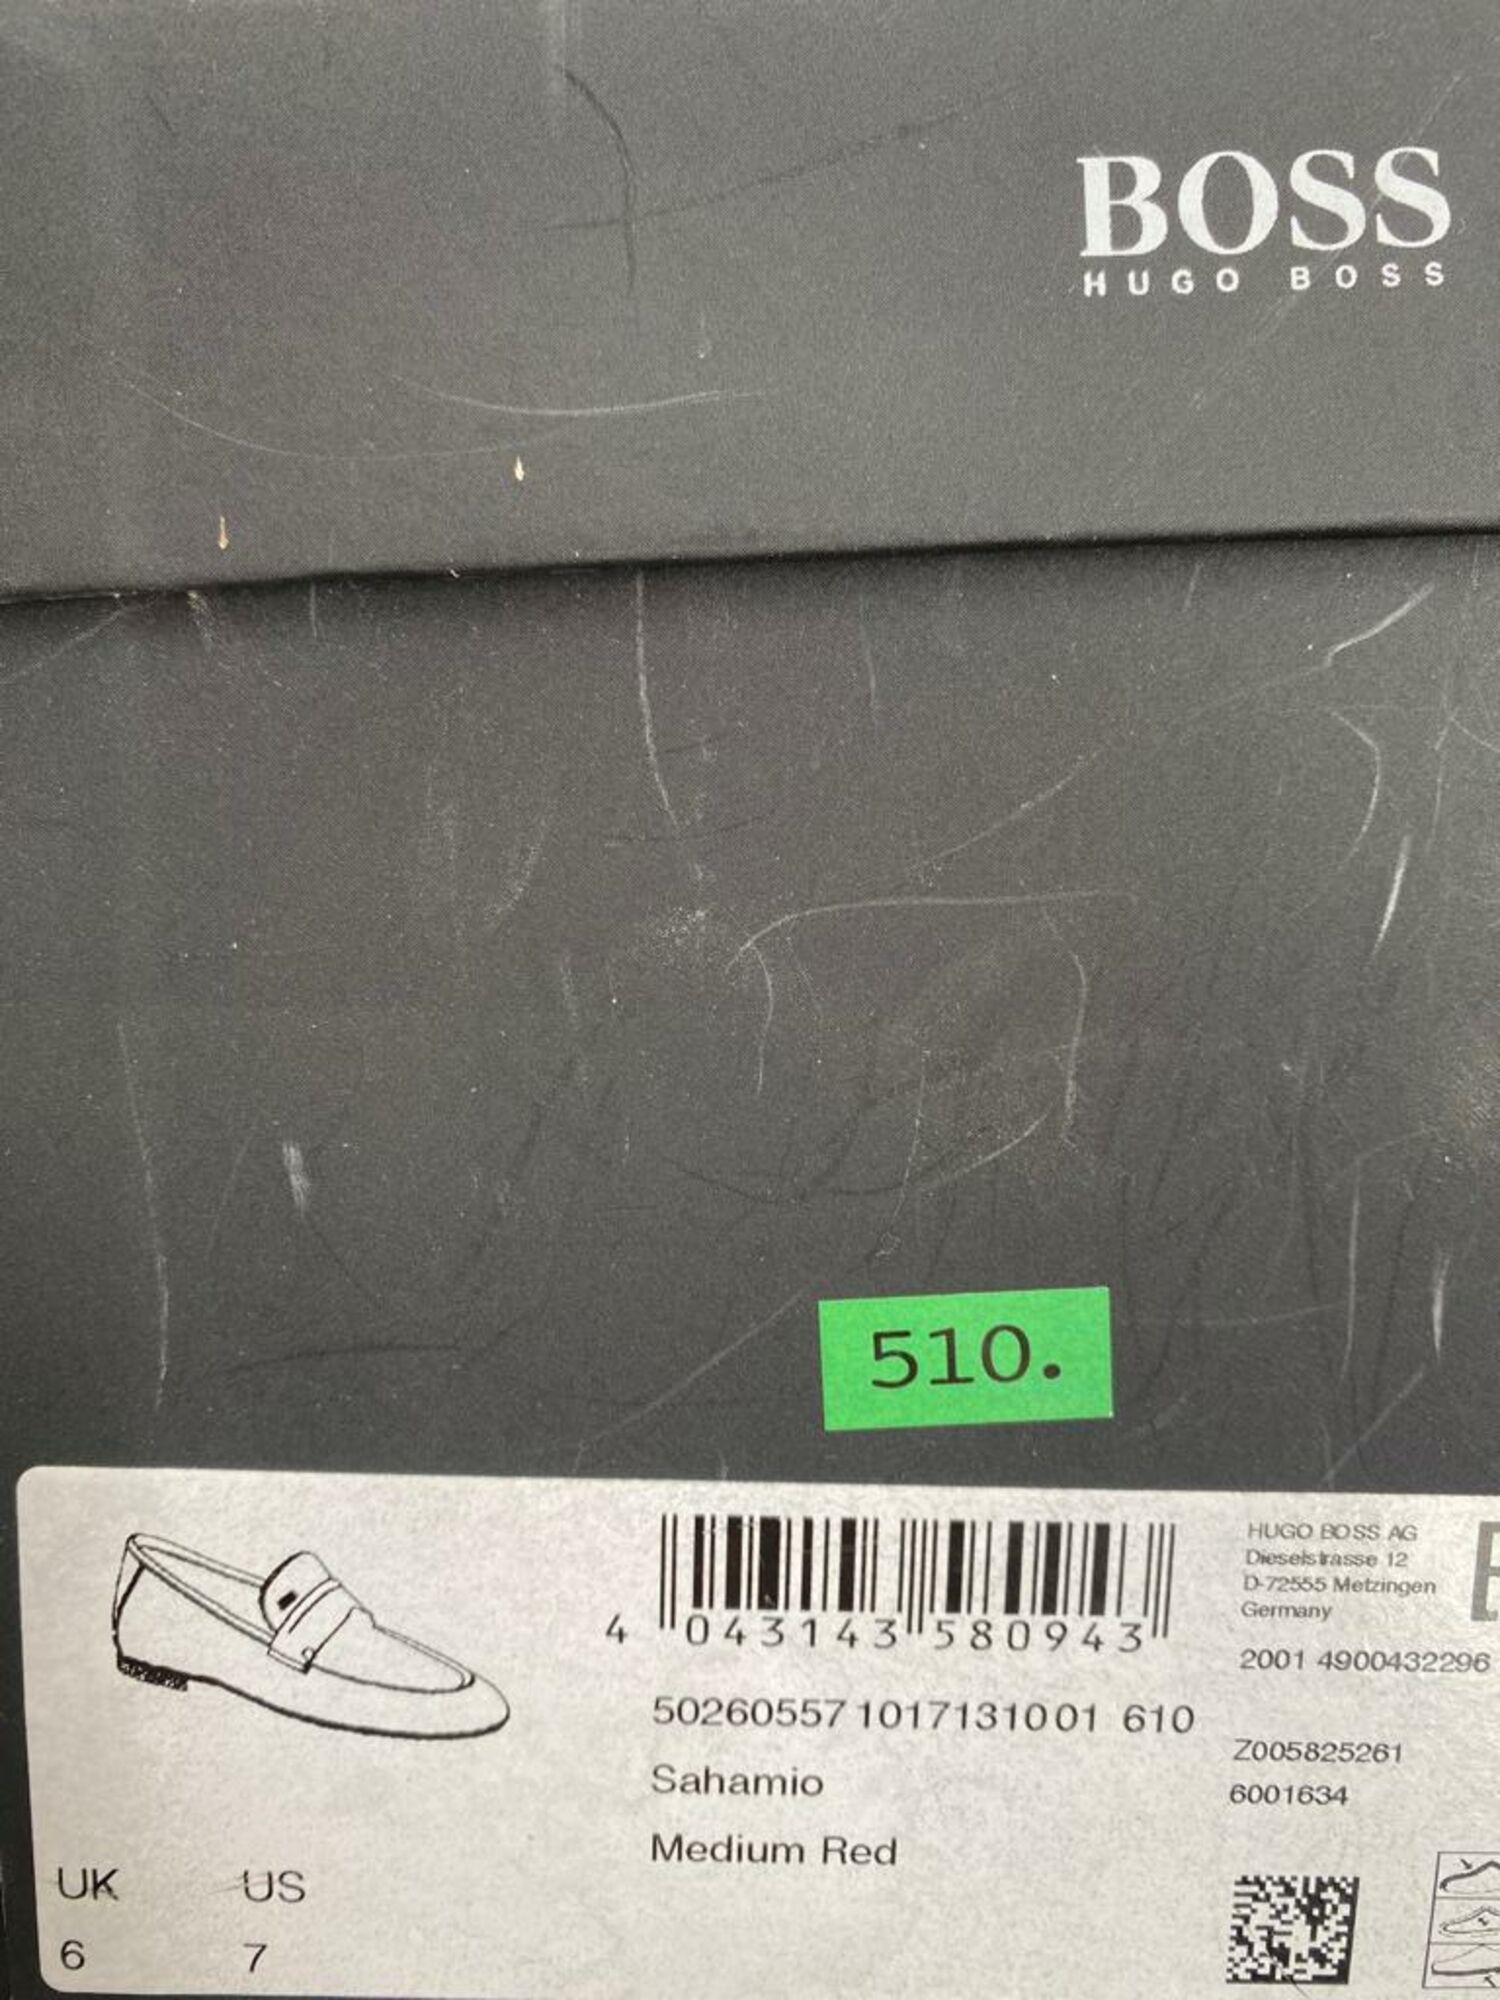 BOSS
HUGO BOSS
510.
4 043143 580943
50260557 1017131001 610
Sahamio
Medium Red
HUGO BOSS AG
Dieselstrasse 12
D-72555 Metzingen
Germany
2001 4900432296
Z005825261
6001634
UK US
6 7